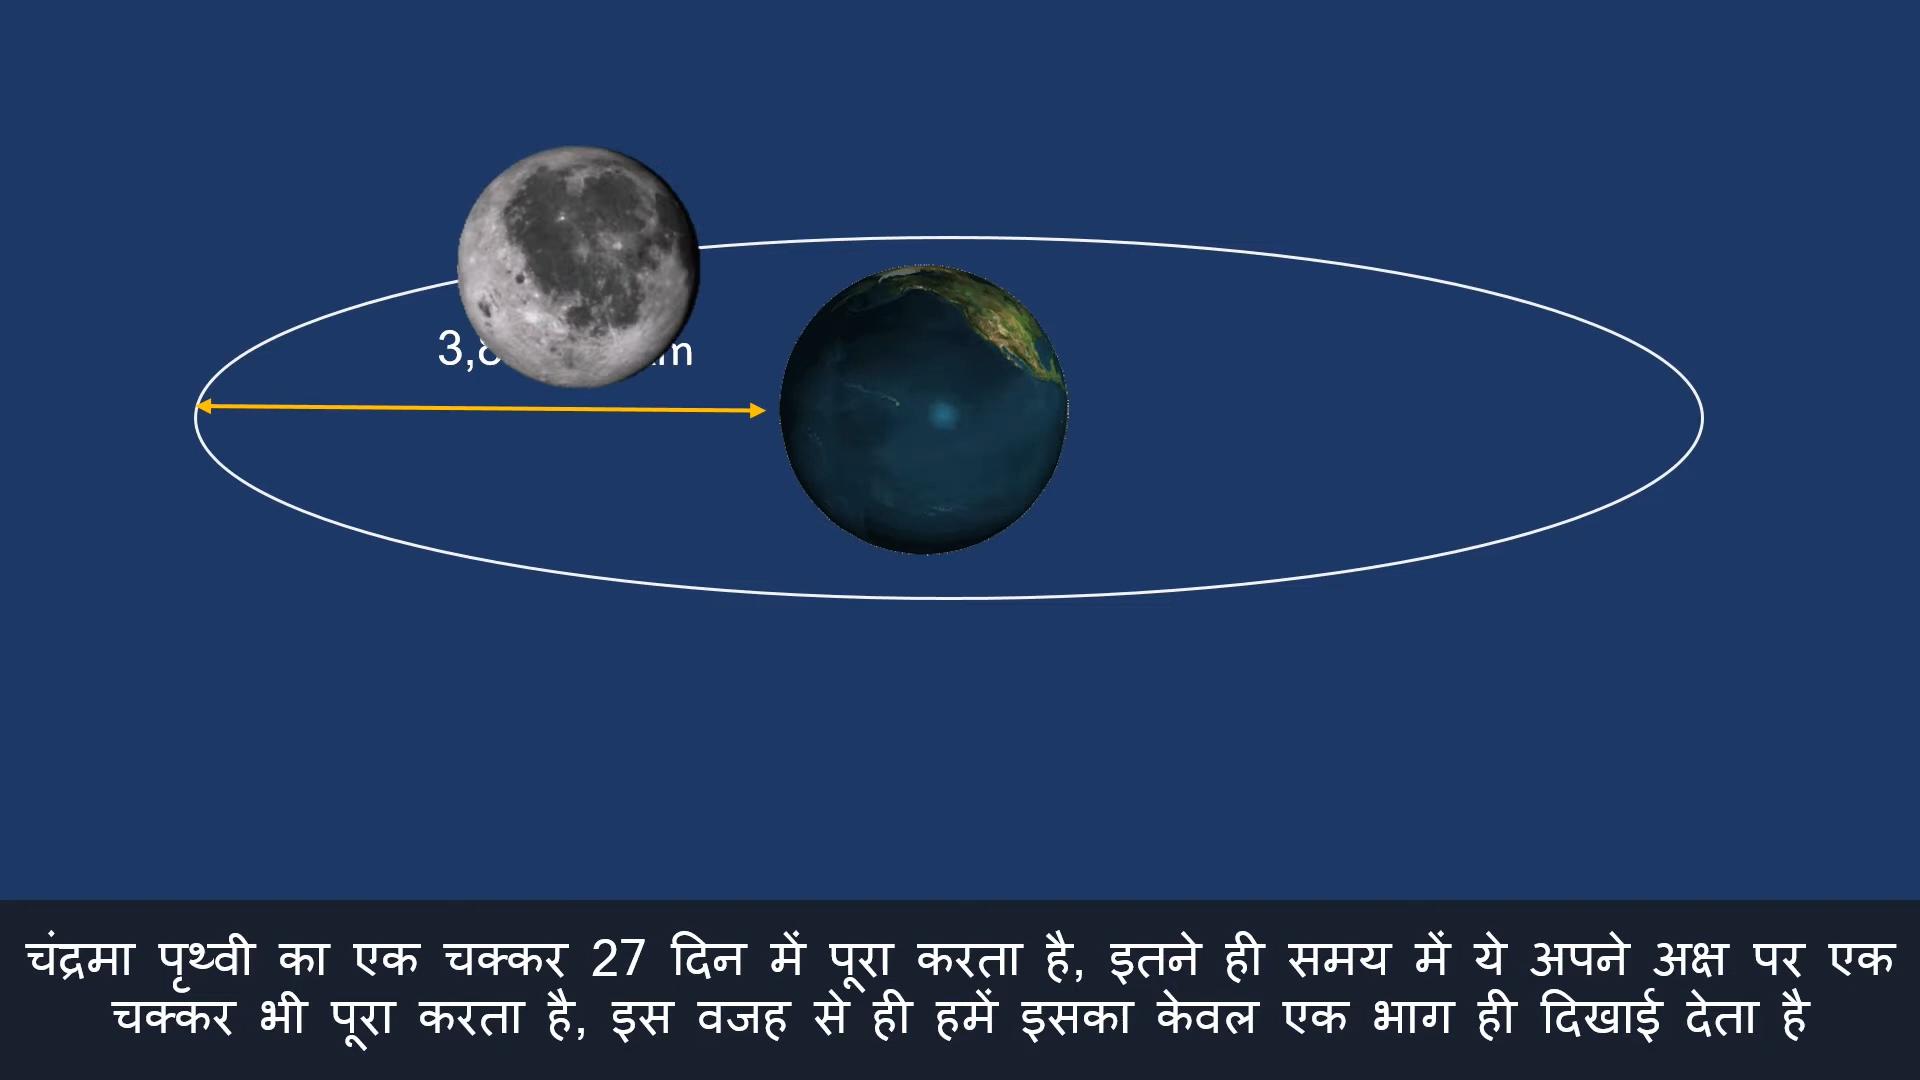 चंद्रमा पृथ्वी का एक चक्कर 27 दिन में पूरा करता है, इतने ही समय में ये अपने अक्ष पर एक
चक्कर भी पूरा करता है, इस वजह से ही हमें इसका केवल एक भाग ही दिखाई देता है